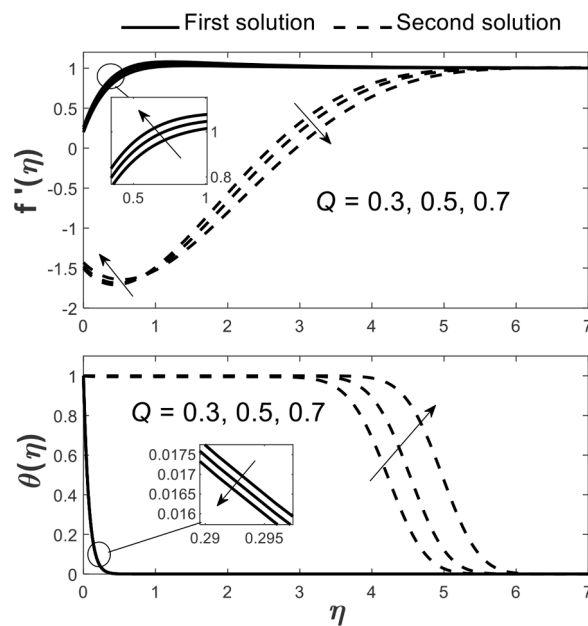 First solution Second solution
1
0.5
0
-0.5
-1
-1.5
-2
f '(η)
1
0.8
0.5 1
Q = 0.3, 0.5, 0.7
0 1 2 3 4 5 6 7
1
0.8
0.6
0.4
0.2
0
θ(η)
Q = 0.3, 0.5, 0.7
0.0175
0.017
0.0165
0.016
0.29 0.295
0 1 2 3 4 5 6 7
η